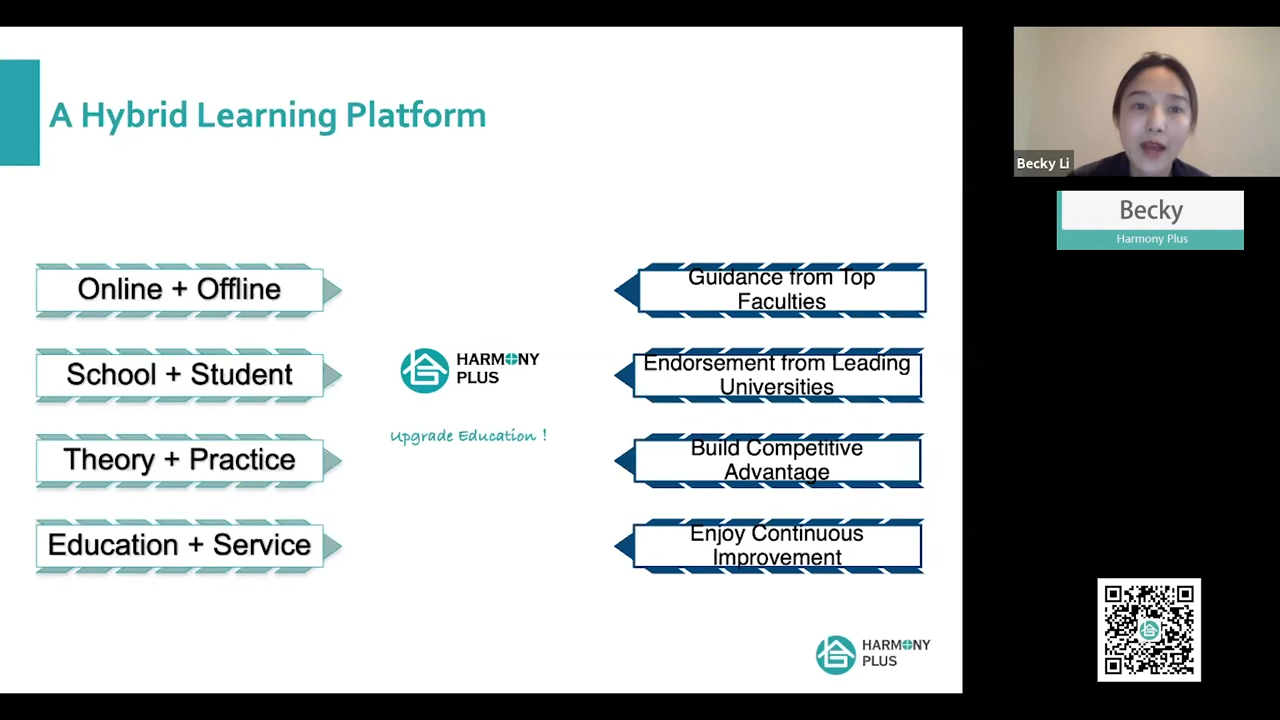 A Hybrid Learning Platform
Online + Offline
School + Student
Theory + Practice
Education + Service
HARMONY
PLUS
Upgrade Education !
Guidance from Top
Faculties
Endorsement from Leading
Universities
Build Competitive
Advantage
Enjoy Continuous
Improvement
HARMONY
PLUS
Becky Li
Becky
Harmony Plus